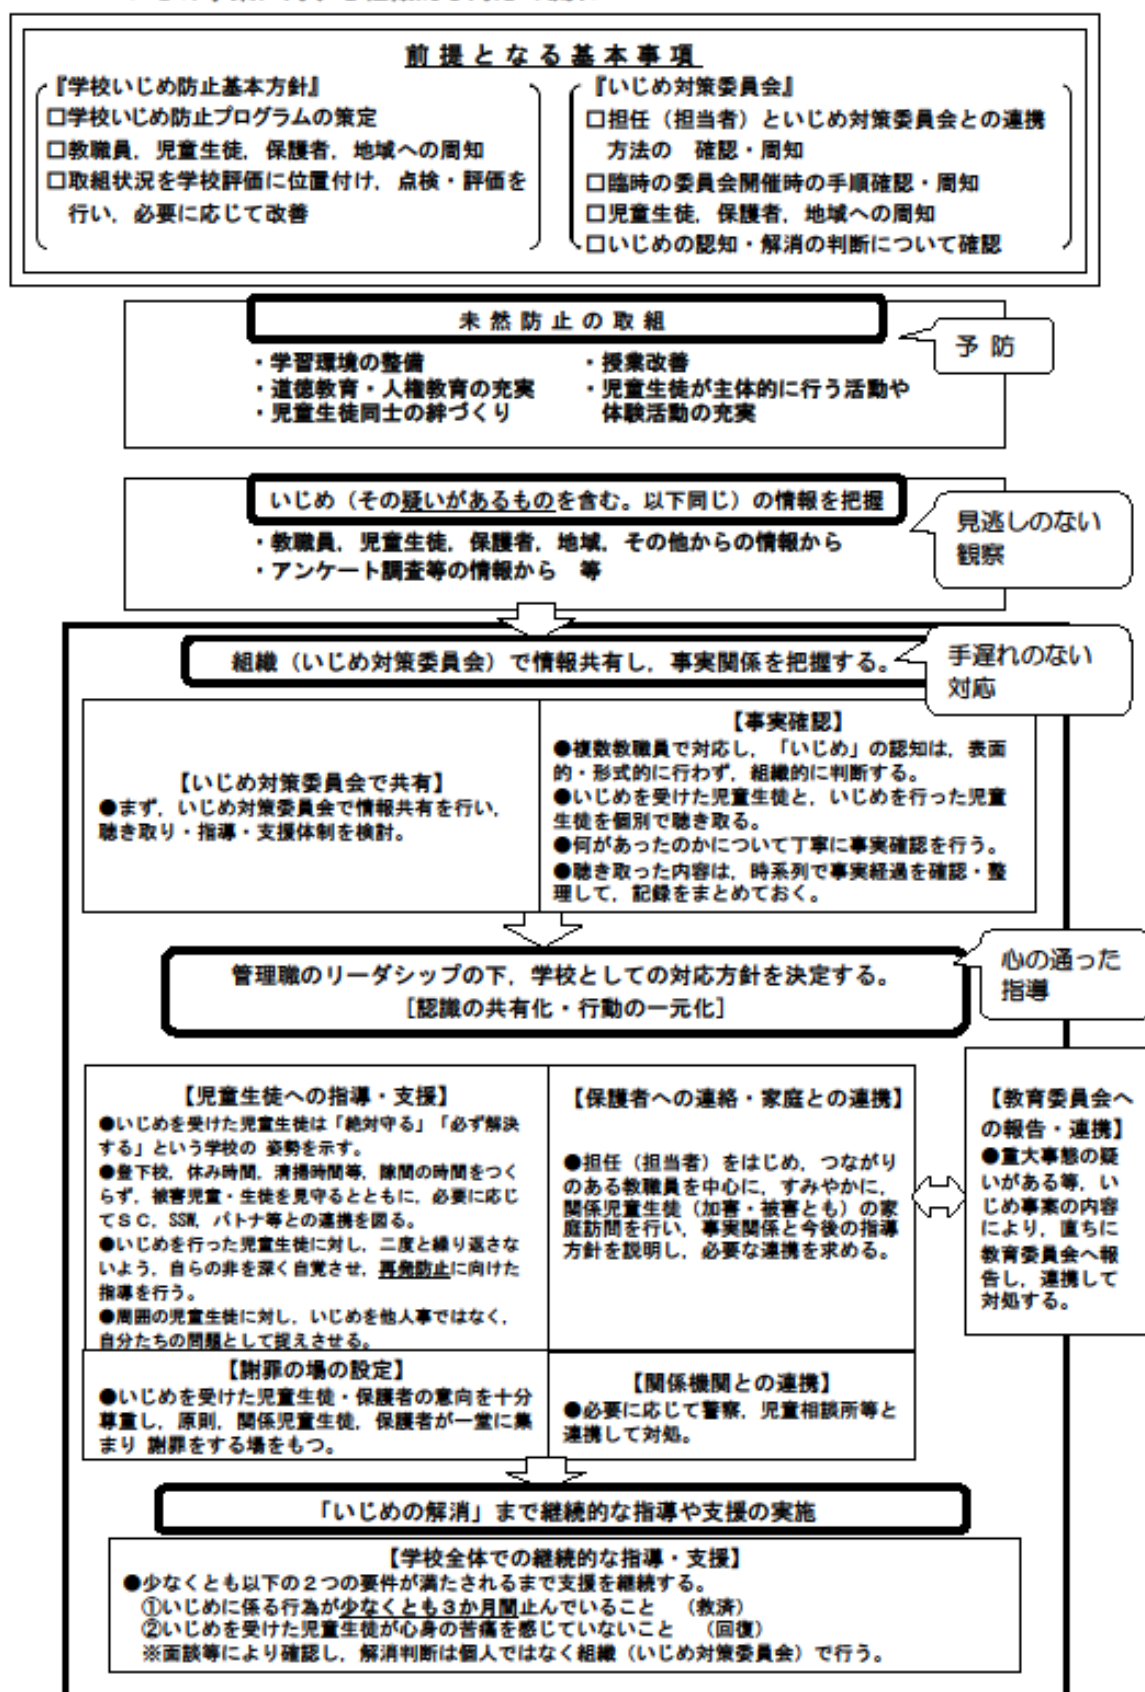 前提となる基本事項
『学校いじめ防止基本方針』
□学校いじめ防止プログラムの策定
□教職員，児童生徒，保護者，地域への周知
□取組状況を学校評価に位置付け，点検・評価を
行い，必要に応じて改善
『いじめ対策委員会』
□担任（担当者）といじめ対策委員会との連携
方法の　確認・周知
□臨時の委員会開催時の手順確認・周知
□児童生徒，保護者，地域への周知
□いじめの認知・解消の判断について確認
未然防止の取組
予防
・学習環境の整備
・道徳教育・人権教育の充実
・児童生徒同士の絆づくり
・授業改善
・児童生徒が主体的に行う活動や
体験活動の充実
いじめ（その疑いがあるものを含む。以下同じ）の情報を把握
見逃しのない
観察
・教職員，児童生徒，保護者，地域，その他からの情報から
・アンケート調査等の情報から　等
組織（いじめ対策委員会）で情報共有し，事実関係を把握する。
手遅れのない
対応
【いじめ対策委員会で共有】
●まず，いじめ対策委員会で情報共有を行い，
聴き取り・指導・支援体制を検討。
【事実確認】
●複数教職員で対応し，「いじめ」の認知は，表面
的・形式的に行わず，組織的に判断する。
●いじめを受けた児童生徒と，いじめを行った児童
生徒を個別で聴き取る。
●何があったのかについて丁寧に事実確認を行う。
●聴き取った内容は，時系列で事実経過を確認・整
理して，記録をまとめておく。
管理職のリーダシップの下，学校としての対応方針を決定する。
［認識の共有化・行動の一元化］
心の通った
指導
【児童生徒への指導・支援】
●いじめを受けた児童生徒は「絶対守る」「必ず解決
する」という学校の 姿勢を示す。
●登下校，休み時間，清掃時間等，隙間の時間をつく
らず，被害児童・生徒を見守るとともに，必要に応じ
てＳＣ，SSW，パトナ等との連携を図る。
●いじめを行った児童生徒に対し，二度と繰り返さな
いよう，自らの非を深く自覚させ，再発防止に向けた
指導を行う。
●周囲の児童生徒に対し，いじめを他人事ではなく，
自分たちの問題として捉えさせる。
【保護者への連絡・家庭との連携】
●担任（担当者）をはじめ，つながり
のある教職員を中心に，すみやかに，
関係児童生徒（加害・被害とも）の家
庭訪問を行い，事実関係と今後の指導
方針を説明し，必要な連携を求める。
【教育委員会へ
の報告・連携】
●重大事態の疑
いがある等，い
じめ事案の内容
により，直ちに
教育委員会へ報
告し，連携して
対処する。
【謝罪の場の設定】
●いじめを受けた児童生徒・保護者の意向を十分
尊重し，原則，関係児童生徒，保護者が一堂に集
まり 謝罪をする場をもつ。
【関係機関との連携】
●必要に応じて警察，児童相談所等と
連携して対処。
「いじめの解消」まで継続的な指導や支援の実施
【学校全体での継続的な指導・支援】
●少なくとも以下の２つの要件が満たされるまで支援を継続する。
①いじめに係る行為が少なくとも３か月間止んでいること　（救済）
②いじめを受けた児童生徒が心身の苦痛を感じていないこと　（回復）
※面談等により確認し，解消判断は個人ではなく組織（いじめ対策委員会）で行う。